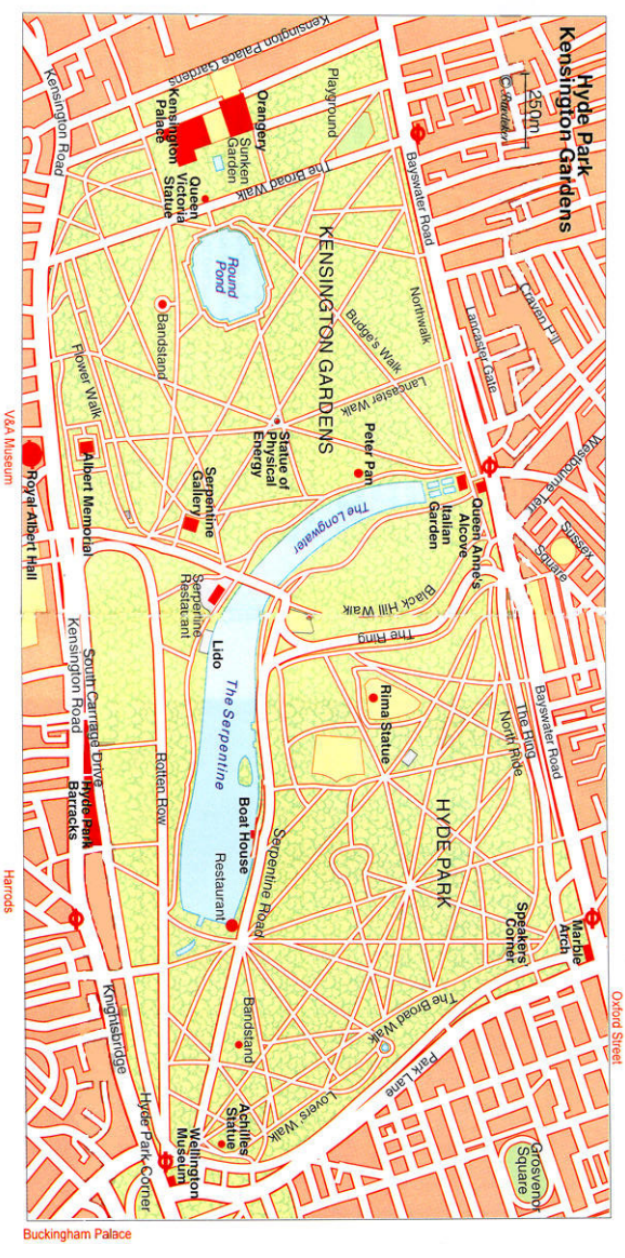 Hyde Park
Kensington Gardens
250m
© Baedeker
Kensington Palace Gardens
Playground
Bayswater Road
Craven Hill
Lancaster Gate
Westbourne Terr.
Sussex
Square
Orangery
Kensington
Palace
Sunken
Garden
Queen
Victoria
Statue
The Broad Walk
Kensington Road
Round
Pond
KENSINGTON GARDENS
Northwalk
Budge's Walk
Lancaster Walk
Bandstand
Flower Walk
Statue of
Physical
Energy
Peter Pan
Queen Anne's
Alcove
Italian
Garden
The Longwater
Serpentine
Gallery
Albert Memorial
Royal Albert Hall
V&A Museum
Black Hill Walk
The Ring
Serpentine
Restaurant
Lido
The Serpentine
Rima Statue
Bayswater Road
The Ring
North Ride
HYDE PARK
South Carriage Drive
Kensington Road
Rotten Row
Hyde Park
Barracks
Boat House
Restaurant
Serpentine Road
Speakers'
Corner
Marble
Arch
Oxford Street
Harrods
Knightsbridge
Bandstand
The Broad Walk
Park Lane
Lovers' Walk
Achilles
Statue
Wellington
Museum
Hyde Park Corner
Grosvenor
Square
Buckingham Palace